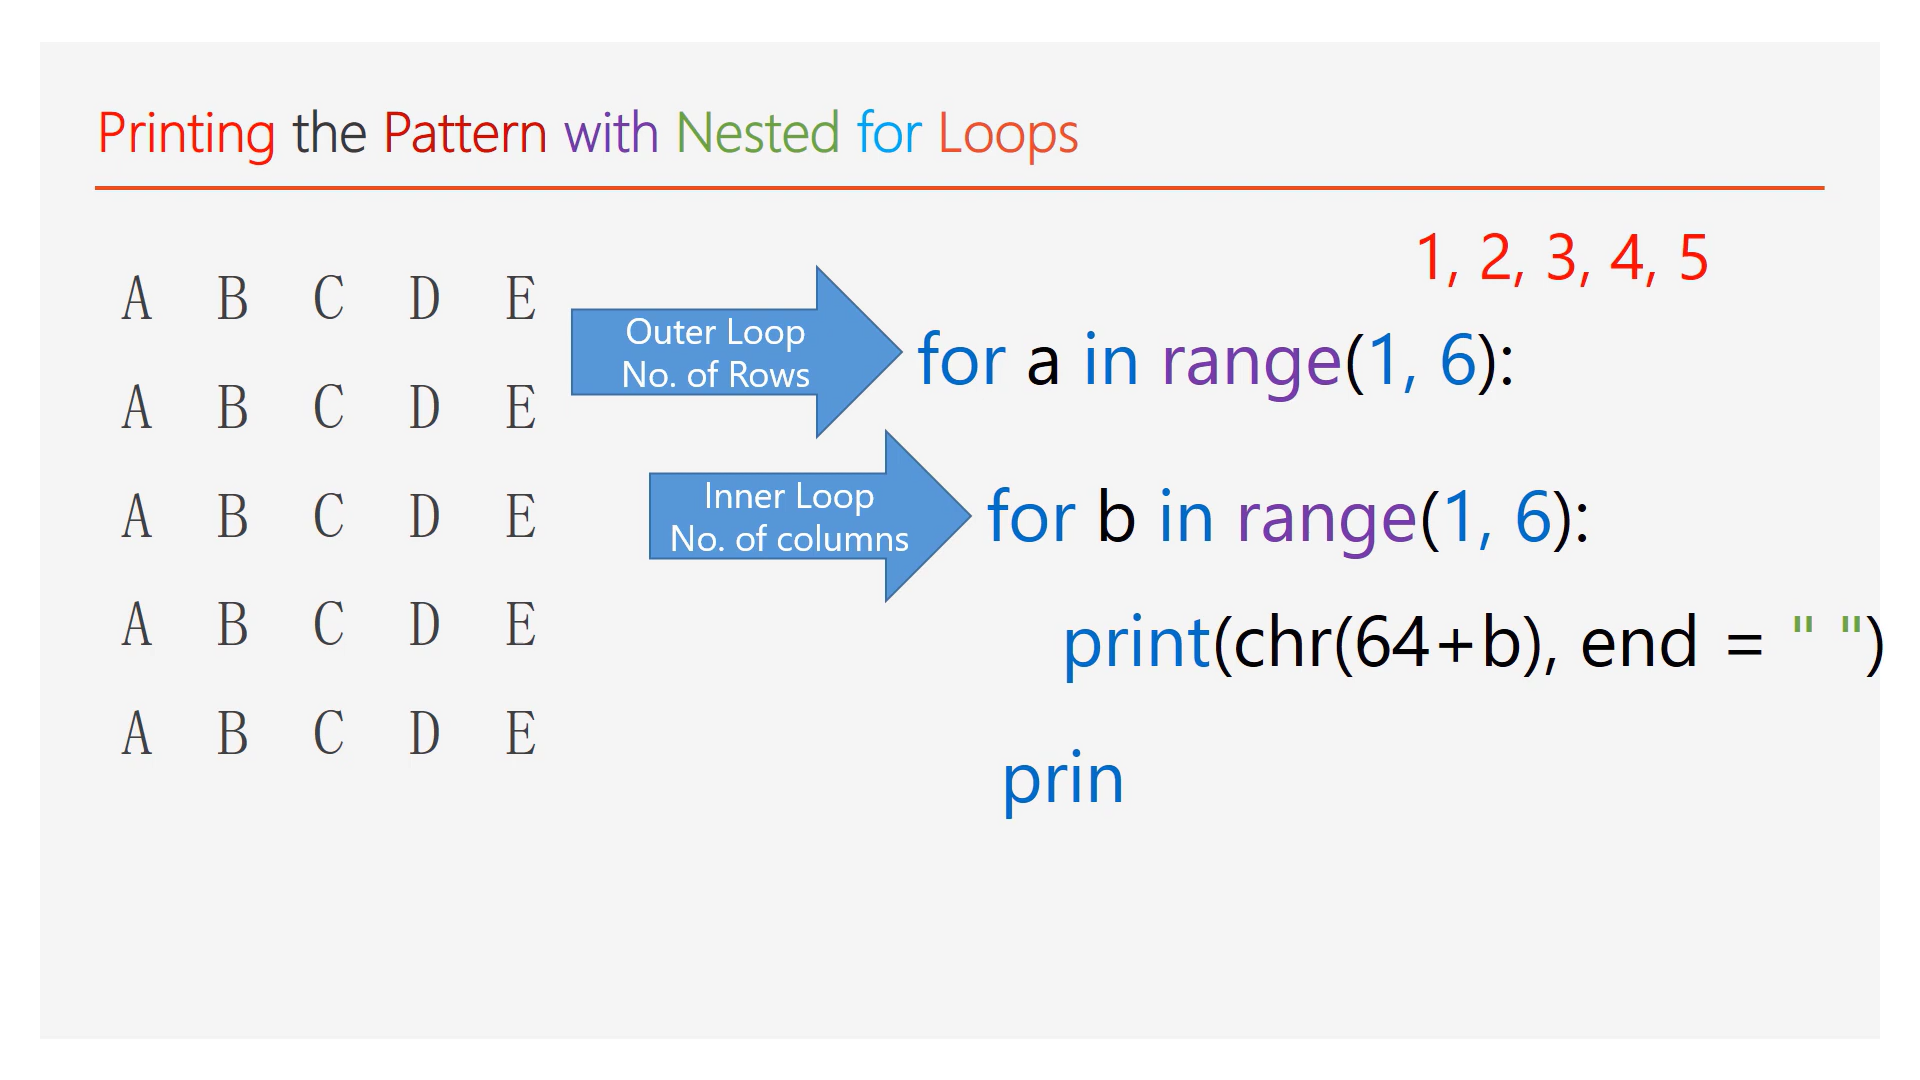 Printing the Pattern with Nested for Loops
1, 2, 3, 4, 5
A B C D E
Outer Loop
No. of Rows
for a in range(1, 6):
A B C D E
Inner Loop
No. of columns
for b in range(1, 6):
A B C D E
print(chr(64+b), end = " ")
A B C D E
A B C D E
prin